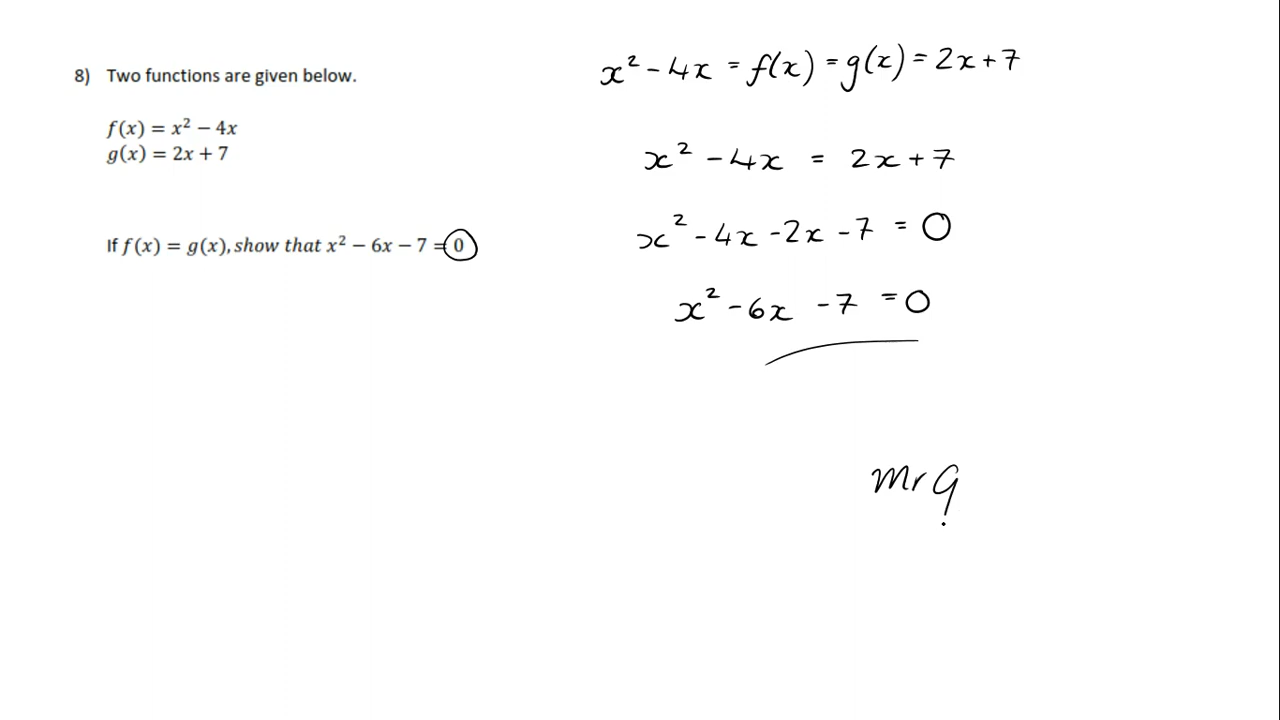 8) Two functions are given below.
f(x) = x² − 4x
g(x) = 2x + 7
If f(x) = g(x), show that x² − 6x − 7 = 0
x² - 4x = f(x) = g(x) = 2x + 7
x² - 4x = 2x + 7
x² - 4x - 2x - 7 = 0
x² - 6x - 7 = 0
Mr G